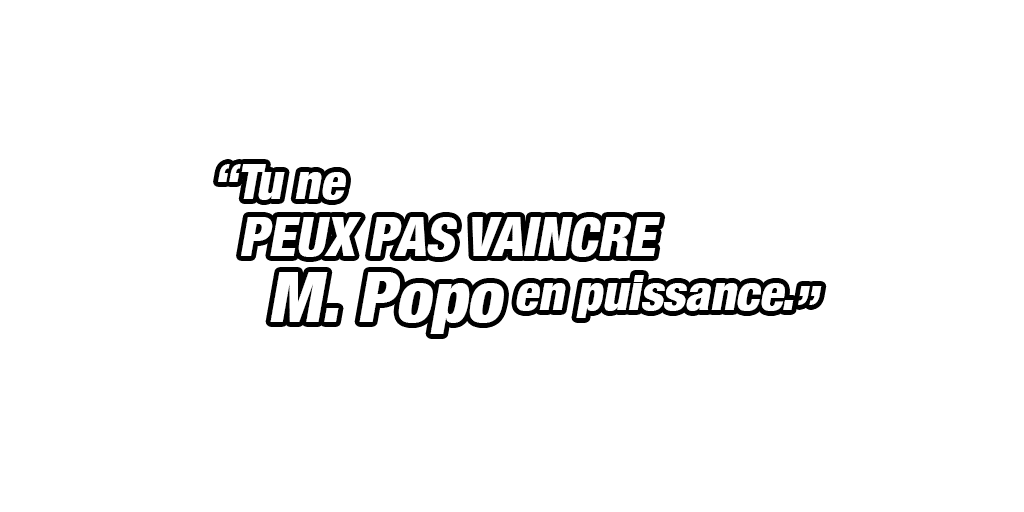 “Tu ne
PEUX PAS VAINCRE
M. Popo en puissance.”